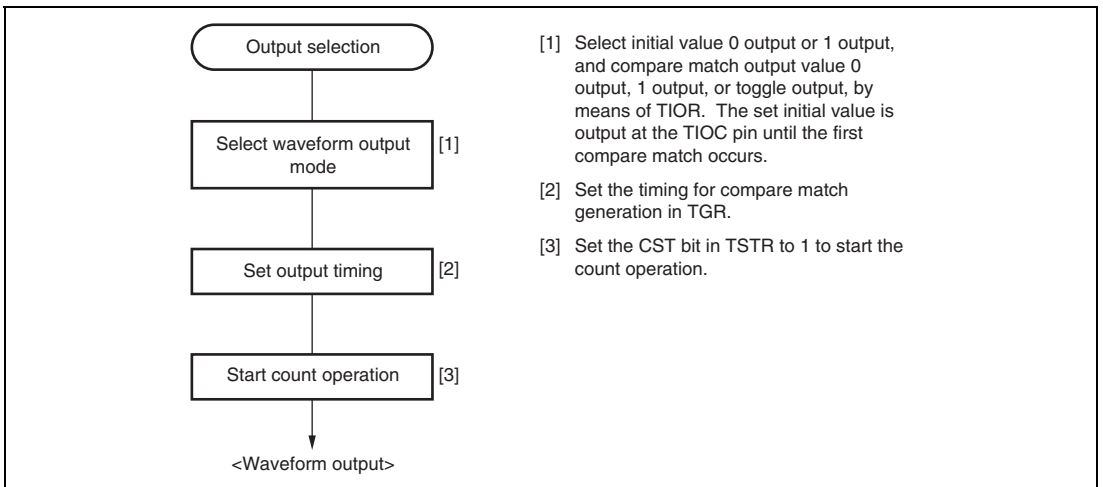 Output selection
Select waveform output
mode
[1]
Set output timing
[2]
Start count operation
[3]
<Waveform output>
[1] Select initial value 0 output or 1 output,
and compare match output value 0
output, 1 output, or toggle output, by
means of TIOR. The set initial value is
output at the TIOC pin until the first
compare match occurs.
[2] Set the timing for compare match
generation in TGR.
[3] Set the CST bit in TSTR to 1 to start the
count operation.